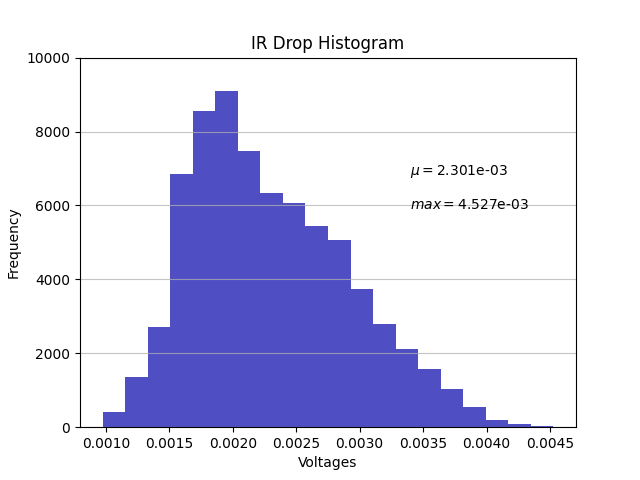 IR Drop Histogram
10000
8000
6000
4000
2000
0
Frequency
μ = 2.301e-03
max = 4.527e-03
0.0010 0.0015 0.0020 0.0025 0.0030 0.0035 0.0040 0.0045
Voltages